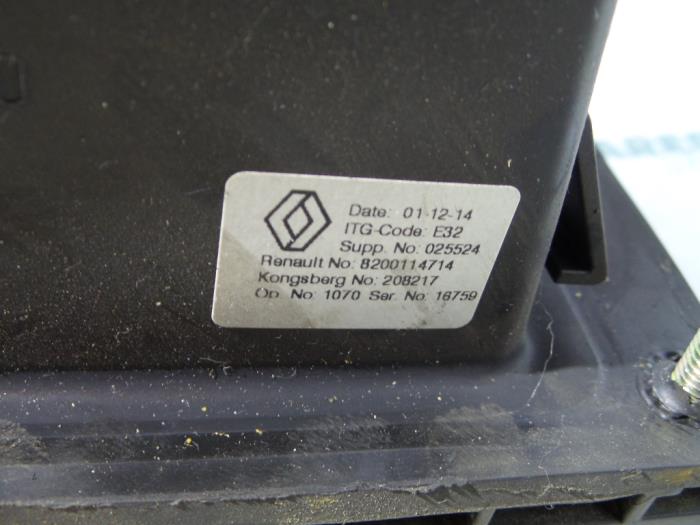 Date: 01-12-14
ITG-Code: E32
Supp. No: 025524
Renault No: 8200114714
Kongsberg No: 208217
Op. No: 1070 Ser. No: 16759